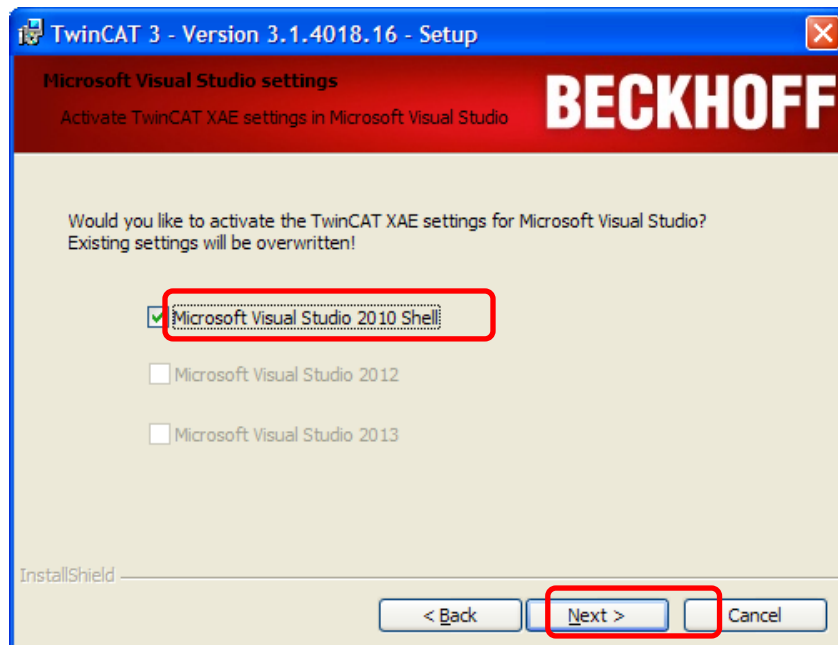 TwinCAT 3 - Version 3.1.4018.16 - Setup
Microsoft Visual Studio settings
Activate TwinCAT XAE settings in Microsoft Visual Studio
BECKHOFF
Would you like to activate the TwinCAT XAE settings for Microsoft Visual Studio?
Existing settings will be overwritten!
Microsoft Visual Studio 2010 Shell
Microsoft Visual Studio 2012
Microsoft Visual Studio 2013
InstallShield
< Back Next > Cancel